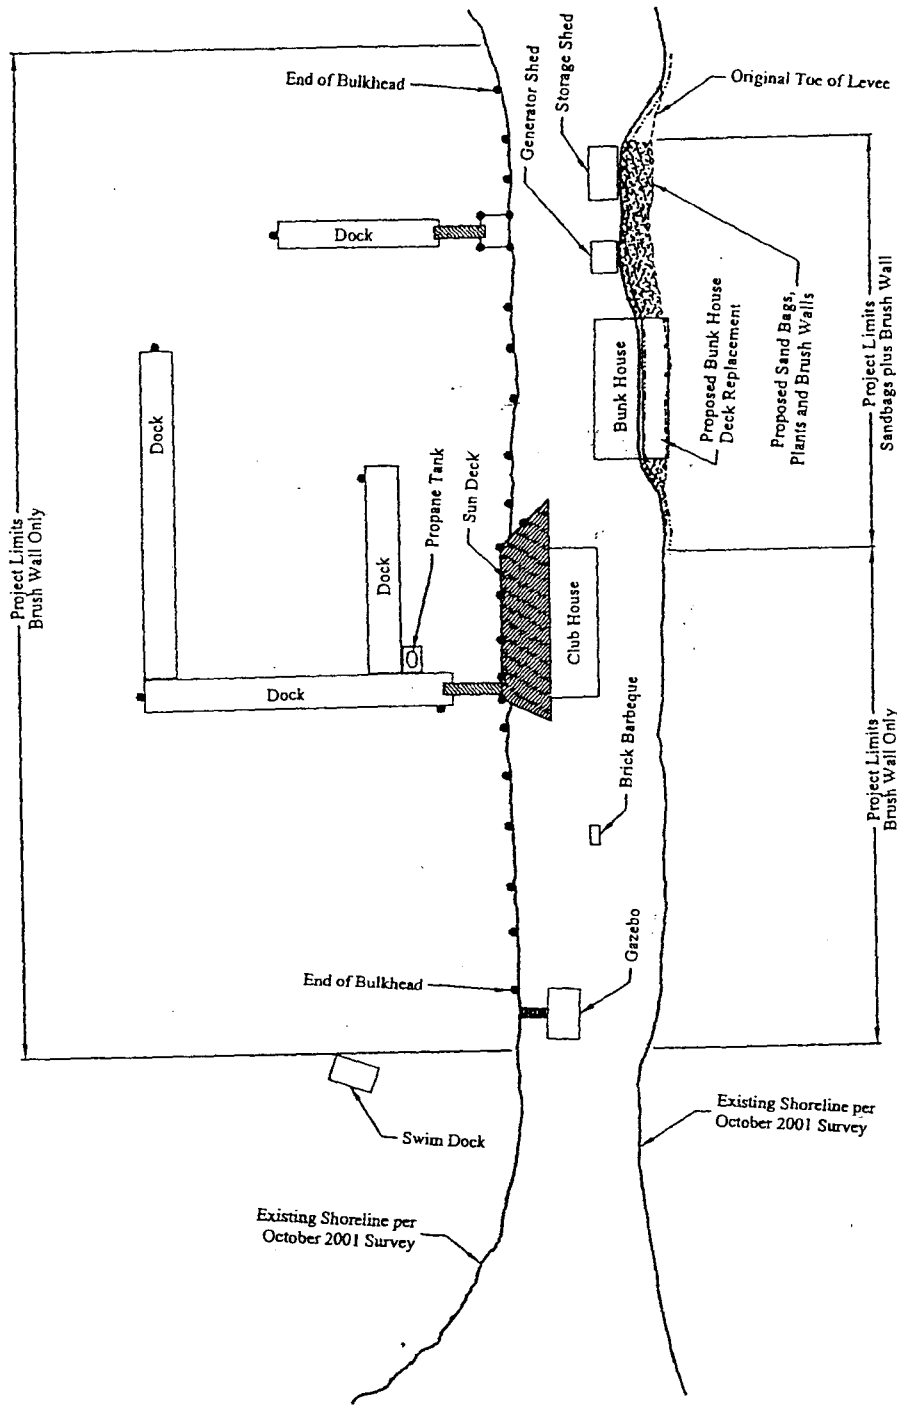 End of Bulkhead
Generator Shed
Storage Shed
Original Toe of Levee
Dock
Dock
Dock
Propane Tank
Sun Deck
Bunk House
Proposed Bunk House
Deck Replacement
Proposed Sand Bags,
Plants and Brush Walls
Project Limits
Sandbags plus Brush Wall
Project Limits
Brush Wall Only
Dock
Club House
Brick Barbeque
Project Limits
Brush Wall Only
End of Bulkhead
Gazebo
Swim Dock
Existing Shoreline per
October 2001 Survey
Existing Shoreline per
October 2001 Survey